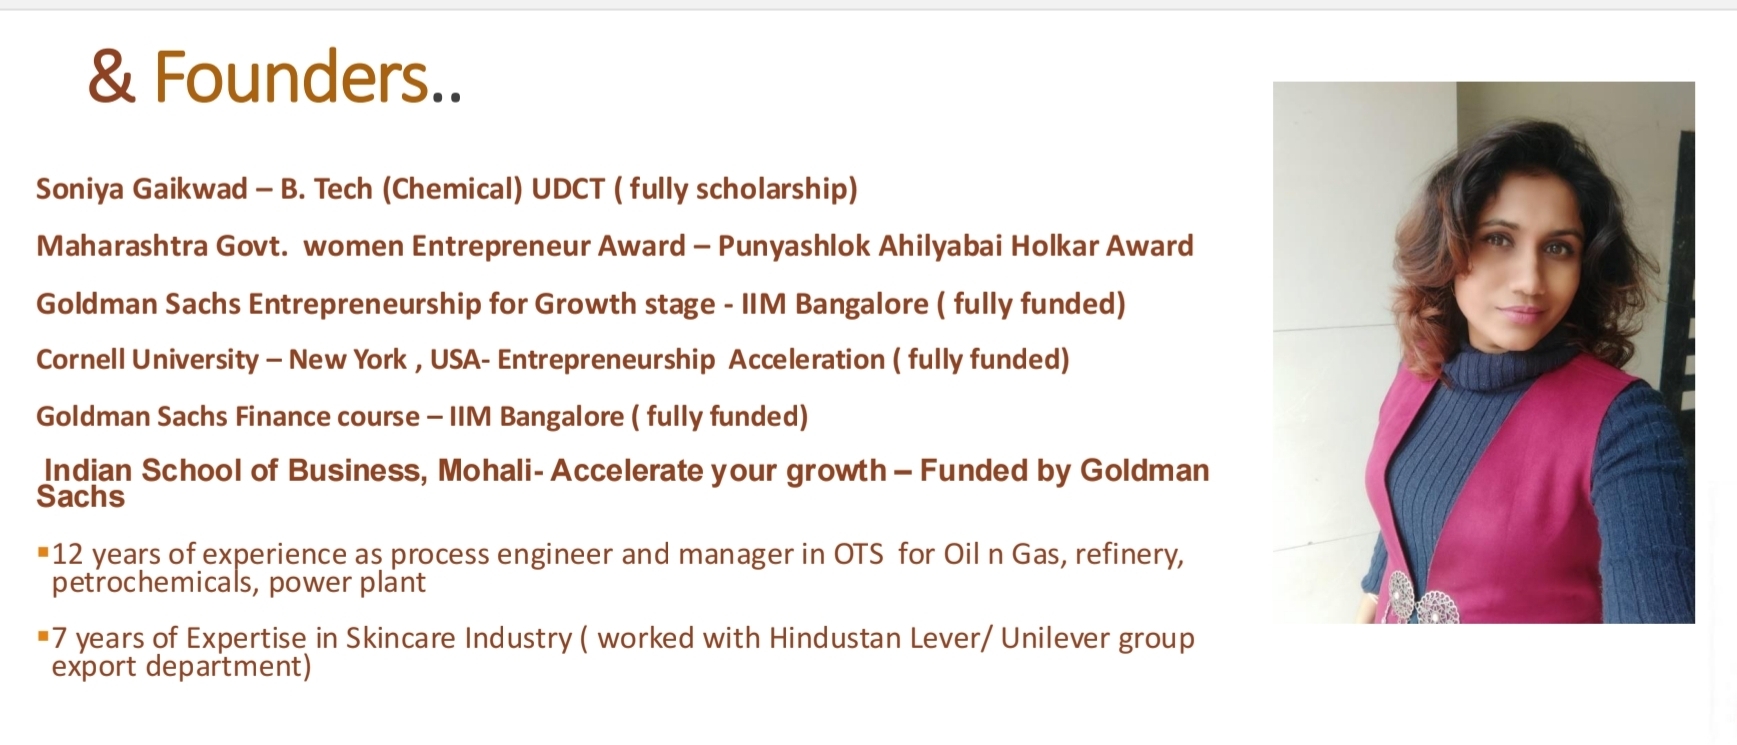 & Founders..
Soniya Gaikwad – B. Tech (Chemical) UDCT ( fully scholarship)
Maharashtra Govt.  women Entrepreneur Award – Punyashlok Ahilyabai Holkar Award
Goldman Sachs Entrepreneurship for Growth stage - IIM Bangalore ( fully funded)
Cornell University – New York , USA- Entrepreneurship  Acceleration ( fully funded)
Goldman Sachs Finance course – IIM Bangalore ( fully funded)
Indian School of Business, Mohali- Accelerate your growth – Funded by Goldman
Sachs
▪12 years of experience as process engineer and manager in OTS  for Oil n Gas, refinery,
petrochemicals, power plant
▪7 years of Expertise in Skincare Industry ( worked with Hindustan Lever/ Unilever group
export department)